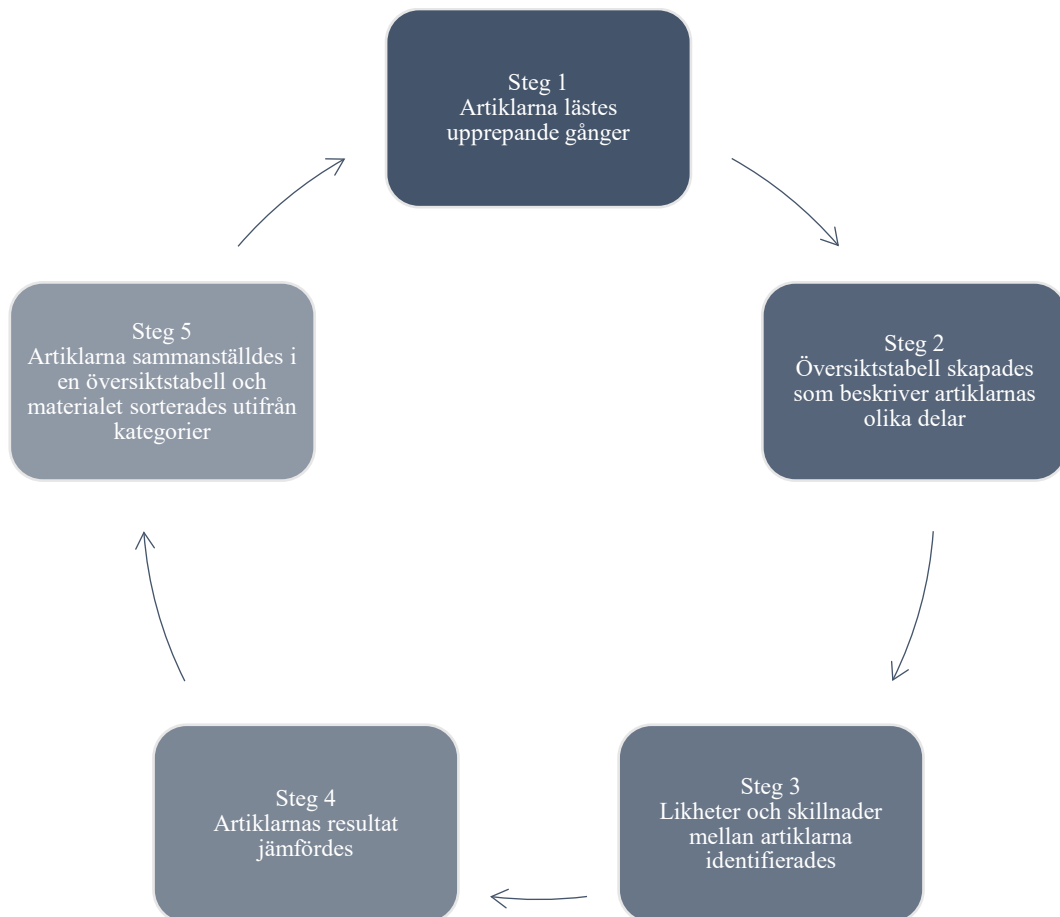 Steg 1
Artiklarna lästes
upprepande gånger
Steg 2
Översiktstabell skapades
som beskriver artiklarnas
olika delar
Steg 3
Likheter och skillnader
mellan artiklarna
identifierades
Steg 4
Artiklarnas resultat
jämfördes
Steg 5
Artiklarna sammanställdes i
en översiktstabell och
materialet sorterades utifrån
kategorier